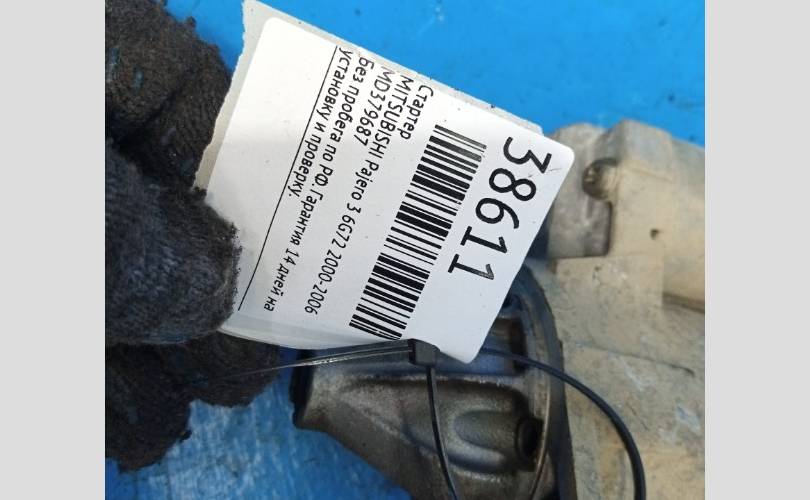 38611
Стартер
MITSUBISHI Pajero 3 6G72 2000-2006
MD379687
Без пробега по РФ.Гарантия 14 дней на
установку и проверку.